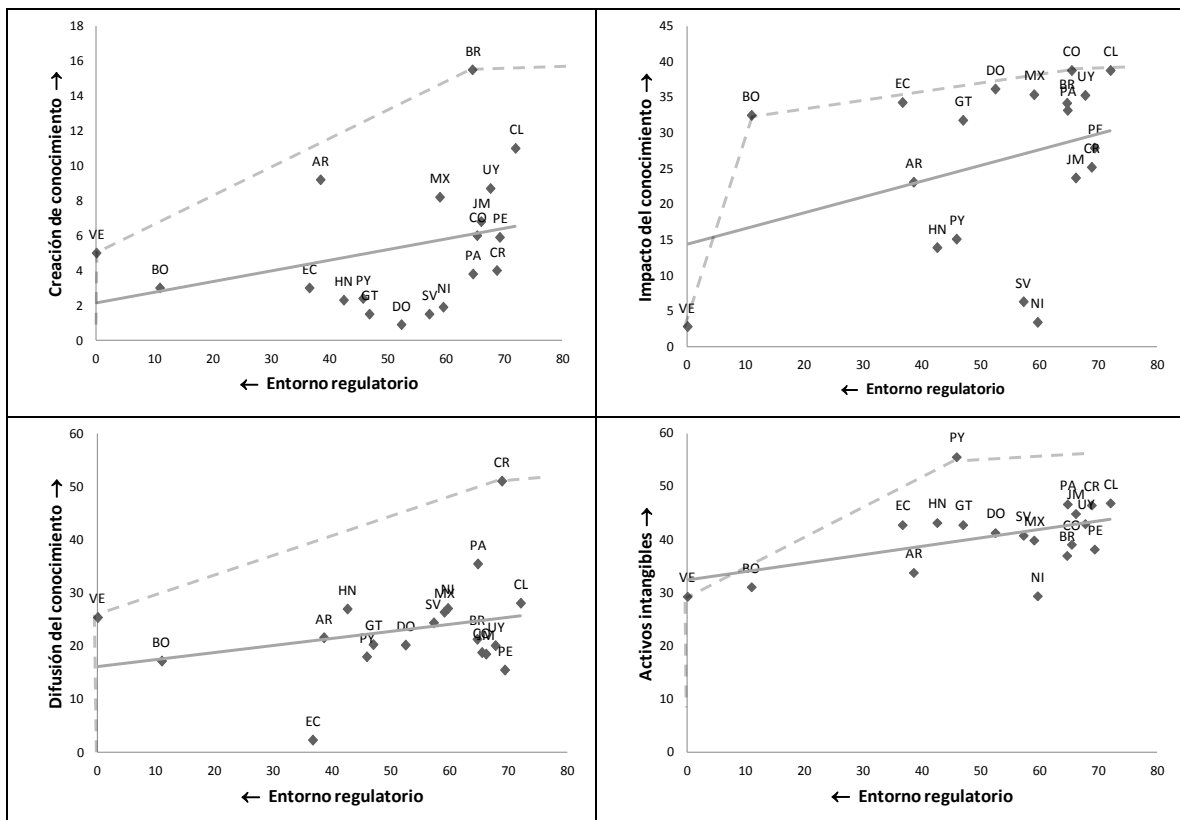 Creación de conocimiento →
18
16
14
12
10
8
6
4
2
0
BR
CL
AR
UY
MX
JM
CO
PE
VE
CR
PA
BO
EC
HN
PY
GT
NI
SV
DO
0 10 20 30 40 50 60 70 80
← Entorno regulatorio
Impacto del conocimiento →
45
40
35
30
25
20
15
10
5
0
CO
CL
DO
MX
UY
BR
PA
EC
BO
GT
PE
CR
JM
AR
PY
HN
SV
NI
VE
0 10 20 30 40 50 60 70 80
← Entorno regulatorio
Difusión del conocimiento →
60
50
40
30
20
10
0
CR
PA
CL
HN
NI
MX
SV
VE
AR
BR
GT
DO
UY
CO
JM
PY
BO
PE
EC
0 10 20 30 40 50 60 70 80
← Entorno regulatorio
Activos intangibles →
60
50
40
30
20
10
0
PY
PA
CR
CL
JM
UY
HN
EC
GT
DO
SV
MX
CO
BR
PE
AR
BO
VE
NI
0 10 20 30 40 50 60 70 80
← Entorno regulatorio